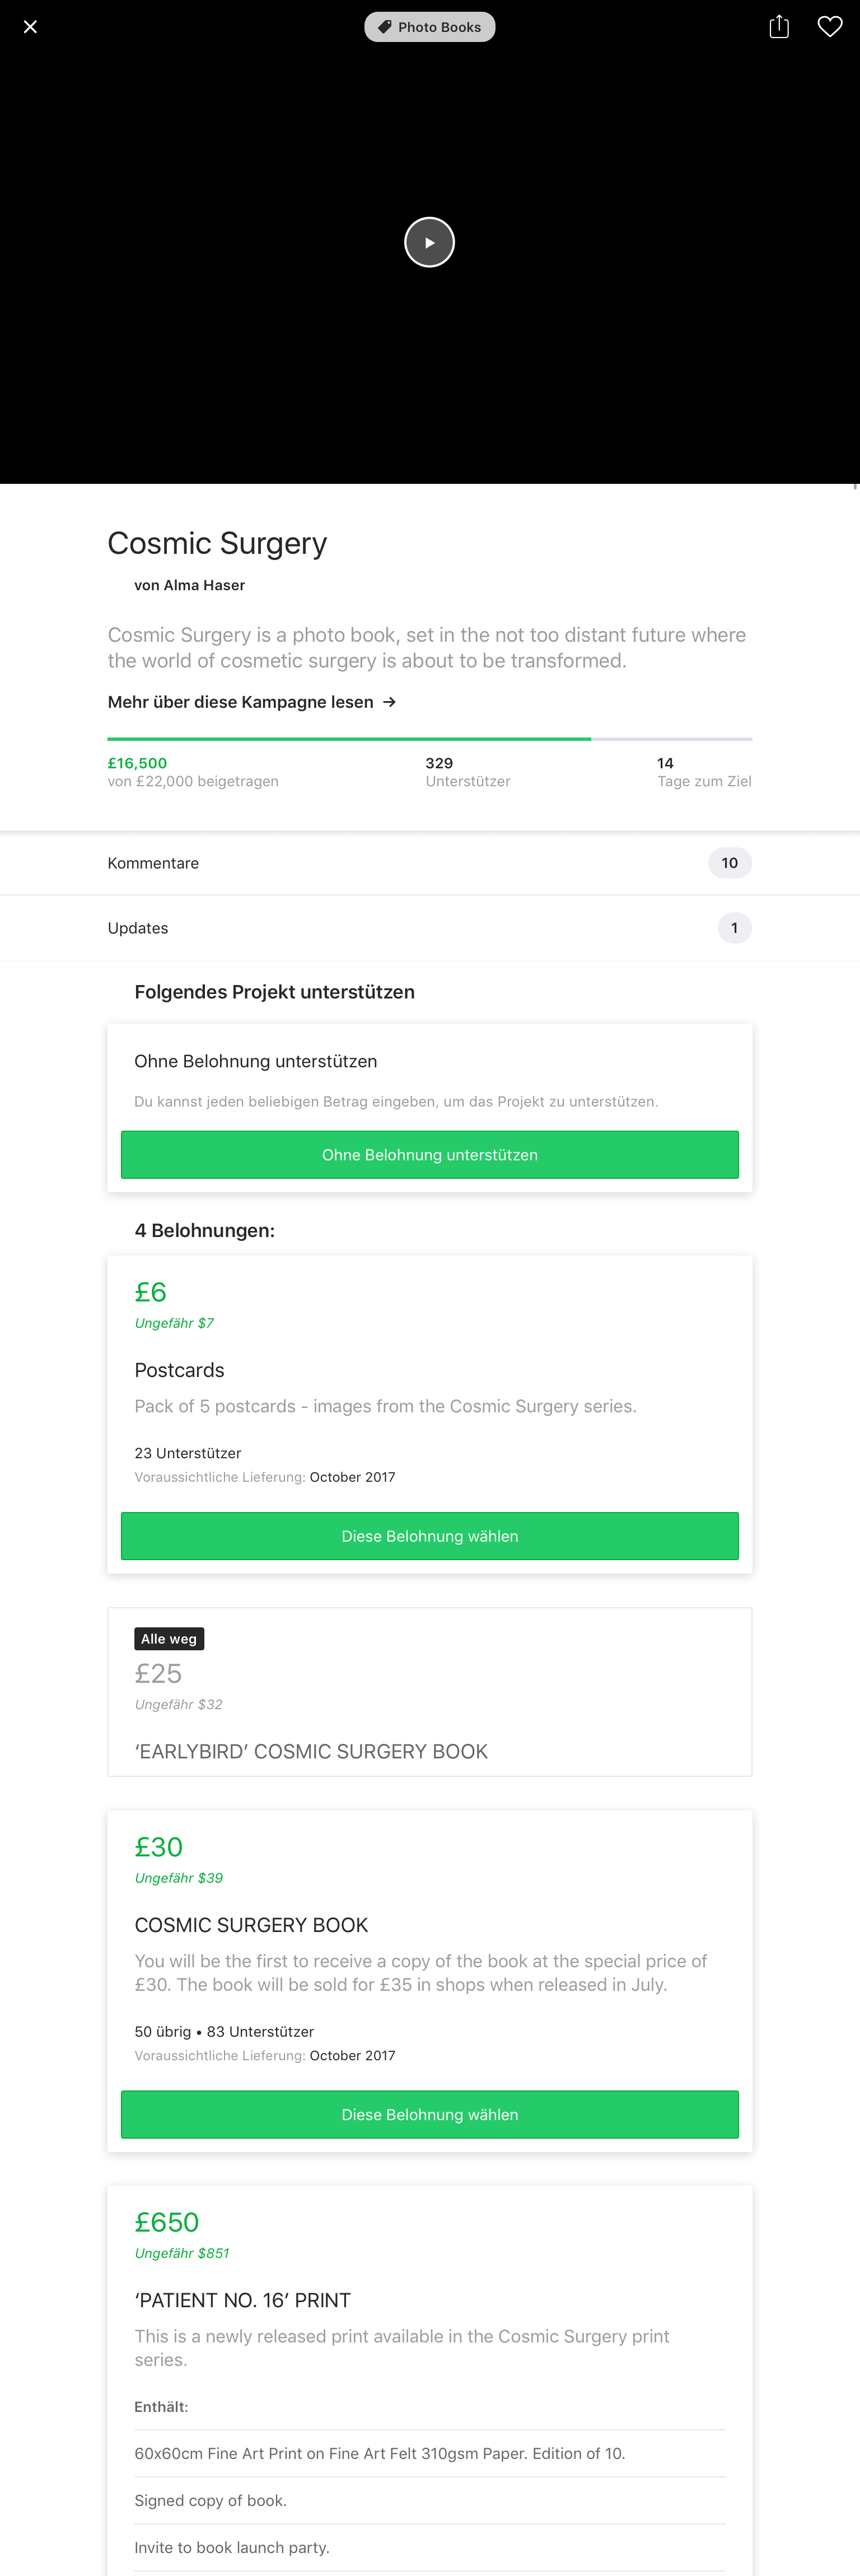 Photo Books
Cosmic Surgery
von Alma Haser
Cosmic Surgery is a photo book, set in the not too distant future where
the world of cosmetic surgery is about to be transformed.
Mehr über diese Kampagne lesen →
£16,500
von £22,000 beigetragen
329
Unterstützer
14
Tage zum Ziel
Kommentare
10
Updates
1
Folgendes Projekt unterstützen
Ohne Belohnung unterstützen
Du kannst jeden beliebigen Betrag eingeben, um das Projekt zu unterstützen.
Ohne Belohnung unterstützen
4 Belohnungen:
£6
Ungefähr $7
Postcards
Pack of 5 postcards - images from the Cosmic Surgery series.
23 Unterstützer
Voraussichtliche Lieferung: October 2017
Diese Belohnung wählen
Alle weg
£25
Ungefähr $32
‘EARLYBIRD’ COSMIC SURGERY BOOK
£30
Ungefähr $39
COSMIC SURGERY BOOK
You will be the first to receive a copy of the book at the special price of
£30. The book will be sold for £35 in shops when released in July.
50 übrig • 83 Unterstützer
Voraussichtliche Lieferung: October 2017
Diese Belohnung wählen
£650
Ungefähr $851
‘PATIENT NO. 16’ PRINT
This is a newly released print available in the Cosmic Surgery print
series.
Enthält:
60x60cm Fine Art Print on Fine Art Felt 310gsm Paper. Edition of 10.
Signed copy of book.
Invite to book launch party.